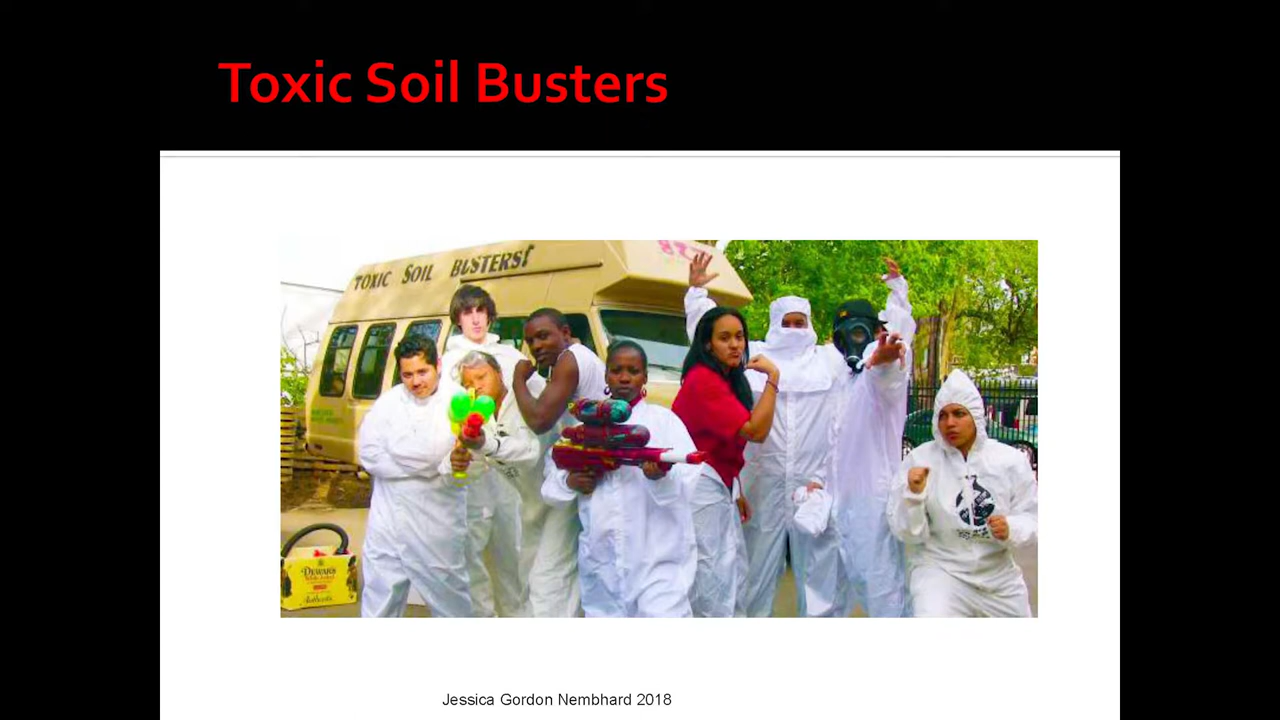 Toxic Soil Busters
TOXIC SOIL BUSTERS!
DEWAR'S
Jessica Gordon Nembhard 2018